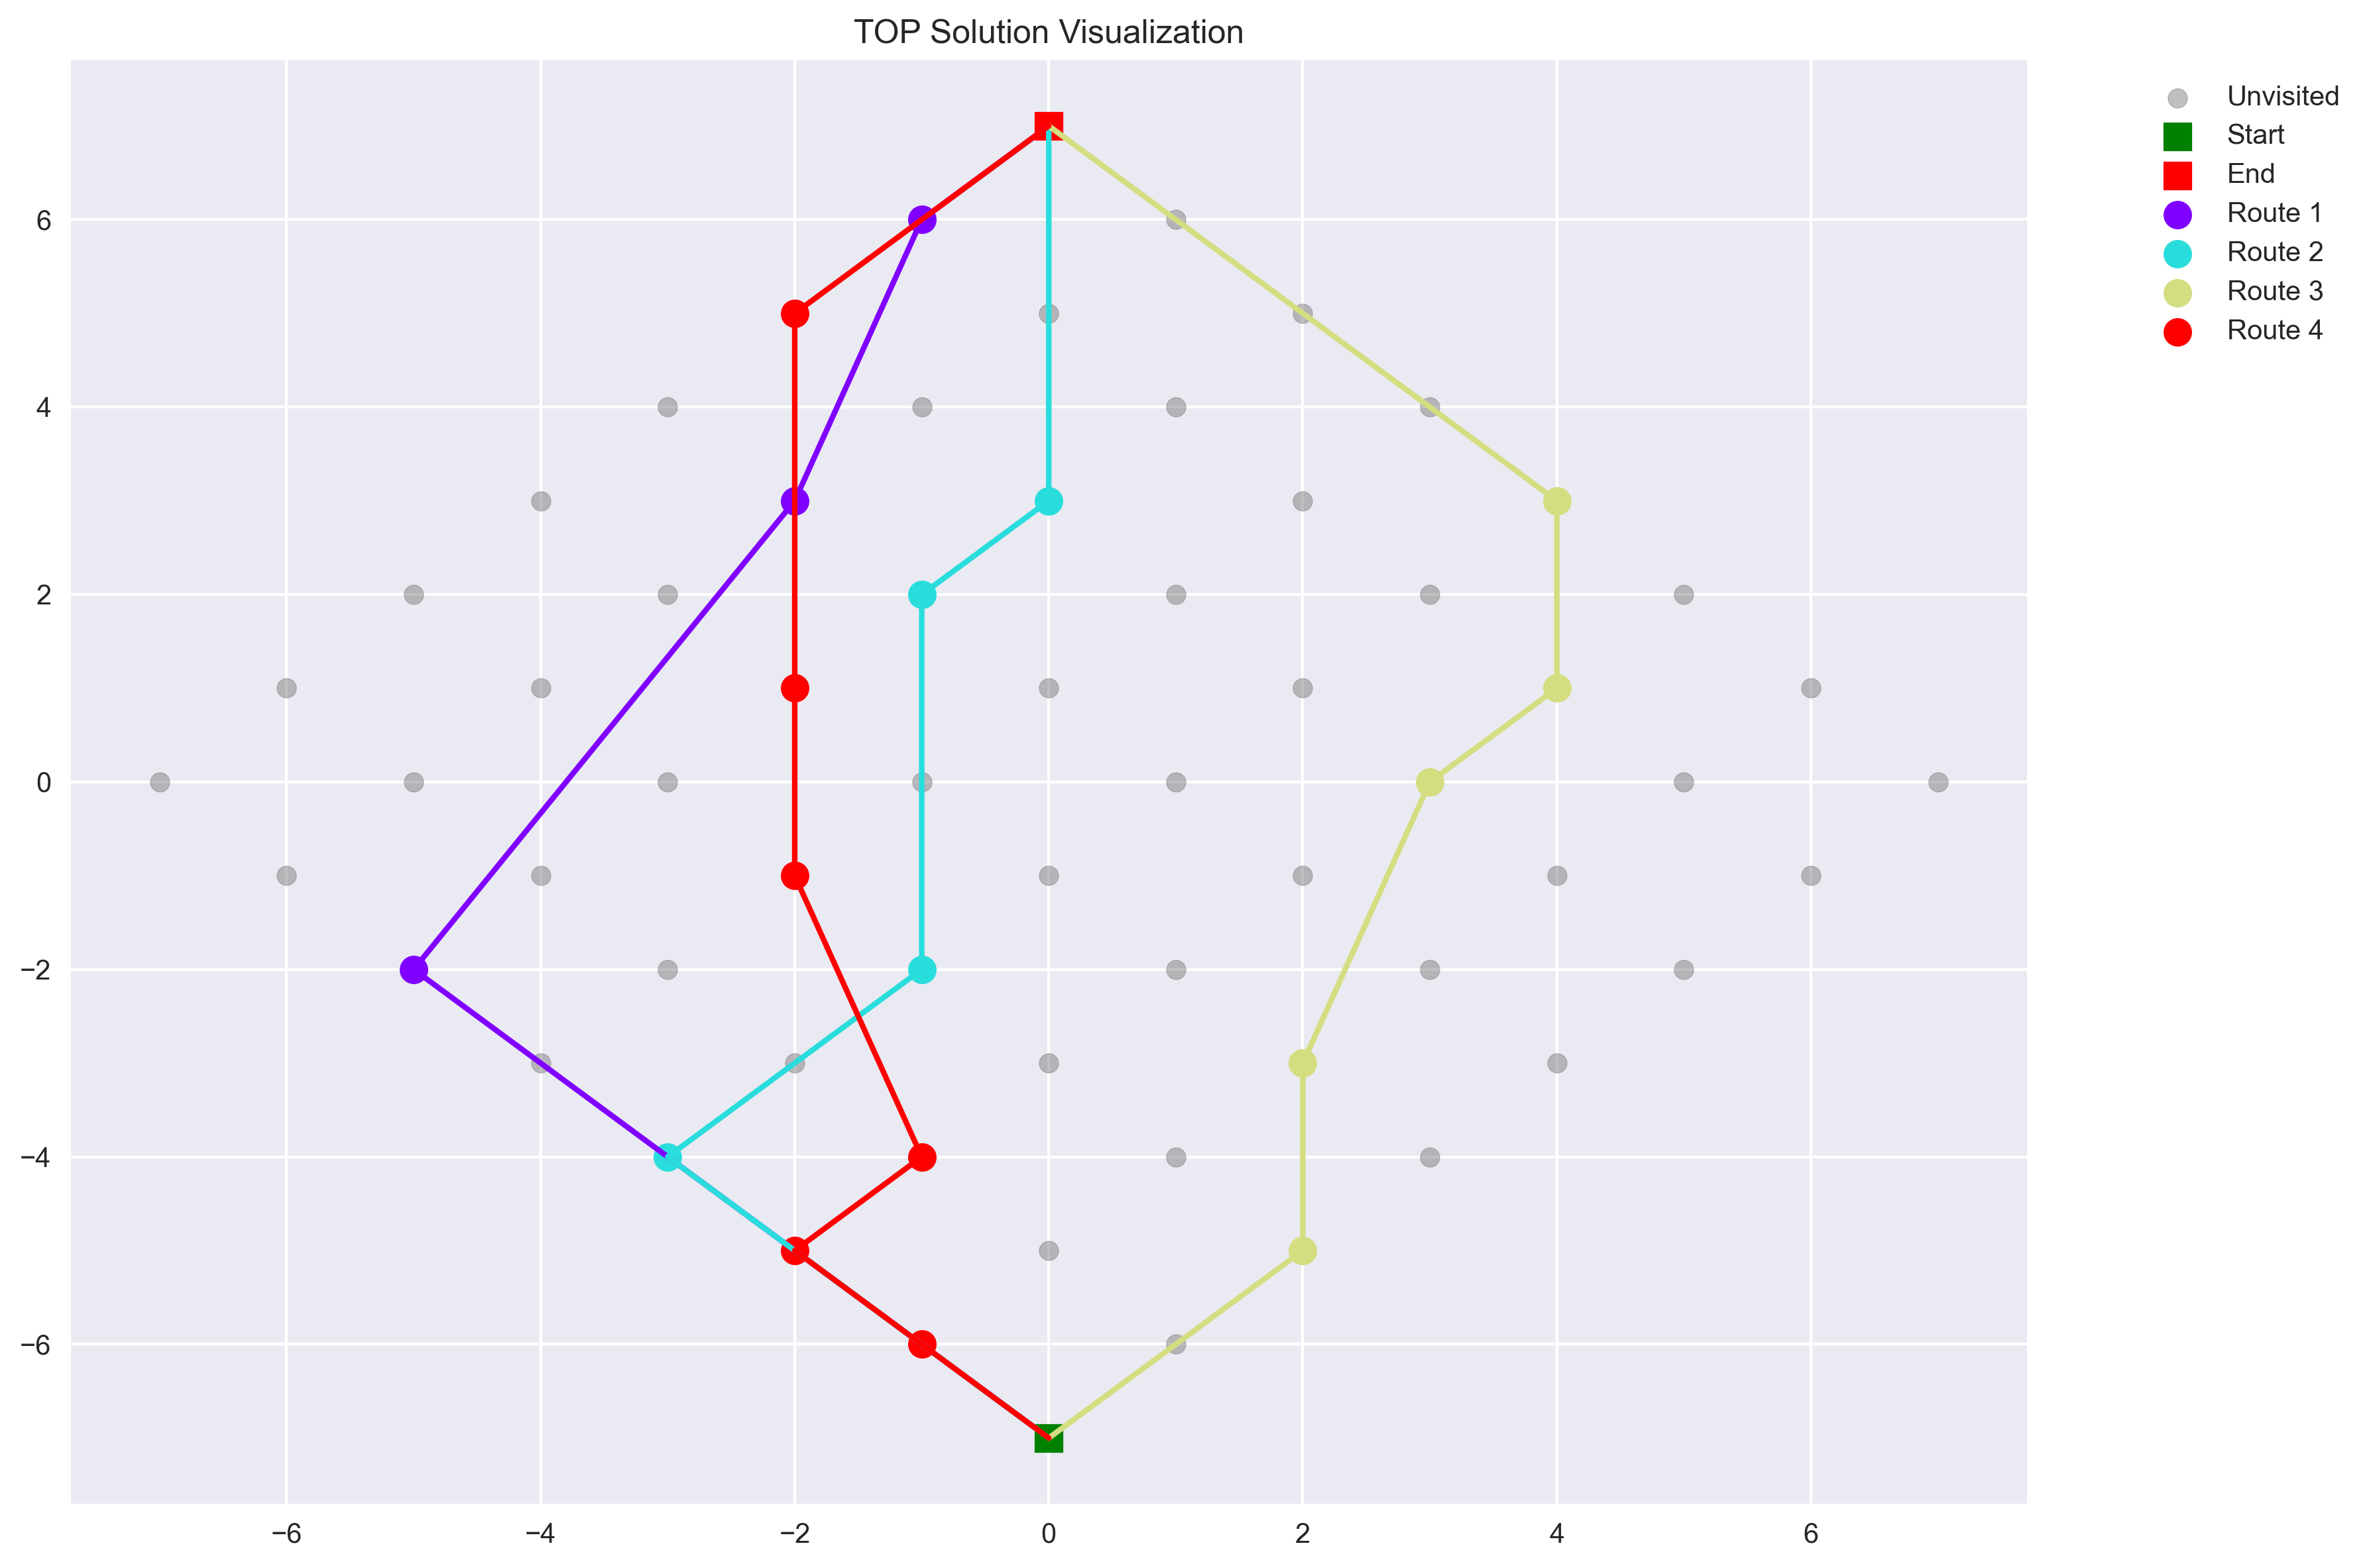 TOP Solution Visualization
Unvisited
Start
End
Route 1
Route 2
Route 3
Route 4
6
4
2
0
−2
−4
−6
−6 −4 −2 0 2 4 6